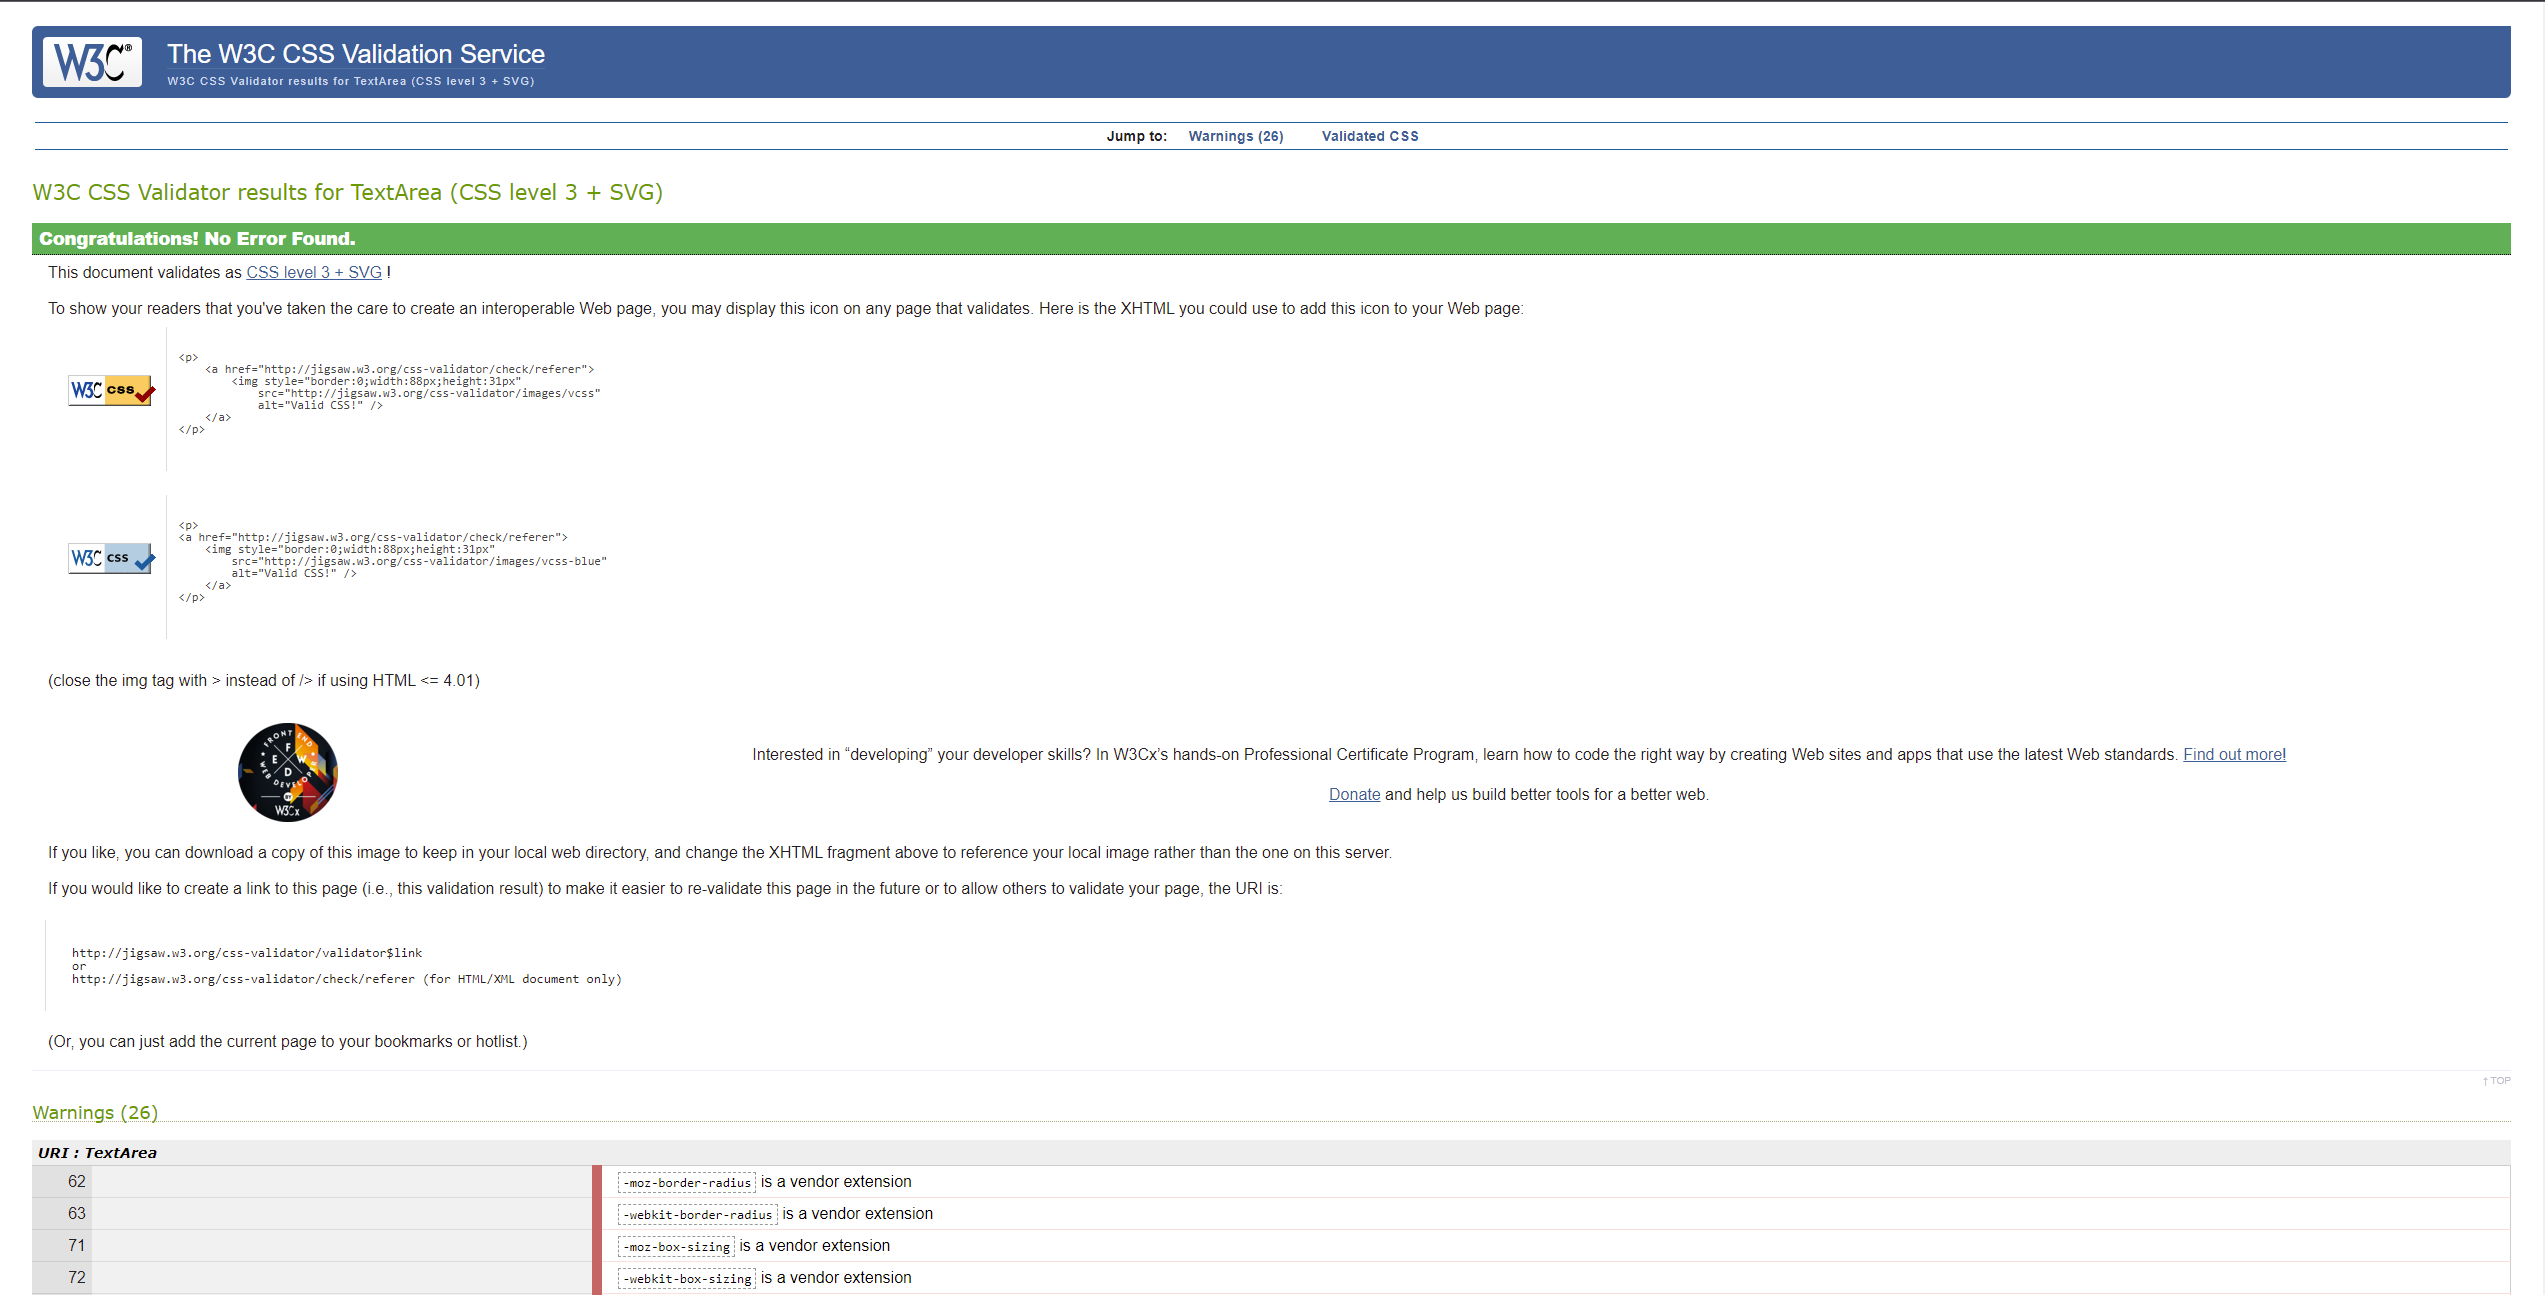 W3C®
The W3C CSS Validation Service
W3C CSS Validator results for TextArea (CSS level 3 + SVG)
Jump to: Warnings (26) Validated CSS
W3C CSS Validator results for TextArea (CSS level 3 + SVG)
Congratulations! No Error Found.
This document validates as CSS level 3 + SVG !
To show your readers that you've taken the care to create an interoperable Web page, you may display this icon on any page that validates. Here is the XHTML you could use to add this icon to your Web page:
W3C css
<p>
<a href="http://jigsaw.w3.org/css-validator/check/referer">
<img style="border:0;width:88px;height:31px"
src="http://jigsaw.w3.org/css-validator/images/vcss"
alt="Valid CSS!" />
</a>
</p>
W3C css
<p>
<a href="http://jigsaw.w3.org/css-validator/check/referer">
<img style="border:0;width:88px;height:31px"
src="http://jigsaw.w3.org/css-validator/images/vcss-blue"
alt="Valid CSS!" />
</a>
</p>
(close the img tag with > instead of /> if using HTML <= 4.01)
FRONT END
F E W D
WEB DEVELOPER
BY
W3Cx
Interested in “developing” your developer skills? In W3Cx’s hands-on Professional Certificate Program, learn how to code the right way by creating Web sites and apps that use the latest Web standards. Find out more!
Donate and help us build better tools for a better web.
If you like, you can download a copy of this image to keep in your local web directory, and change the XHTML fragment above to reference your local image rather than the one on this server.
If you would like to create a link to this page (i.e., this validation result) to make it easier to re-validate this page in the future or to allow others to validate your page, the URI is:
http://jigsaw.w3.org/css-validator/validator$link
or
http://jigsaw.w3.org/css-validator/check/referer (for HTML/XML document only)
(Or, you can just add the current page to your bookmarks or hotlist.)
↑ TOP
Warnings (26)
URI : TextArea
62 -moz-border-radius is a vendor extension
63 -webkit-border-radius is a vendor extension
71 -moz-box-sizing is a vendor extension
72 -webkit-box-sizing is a vendor extension